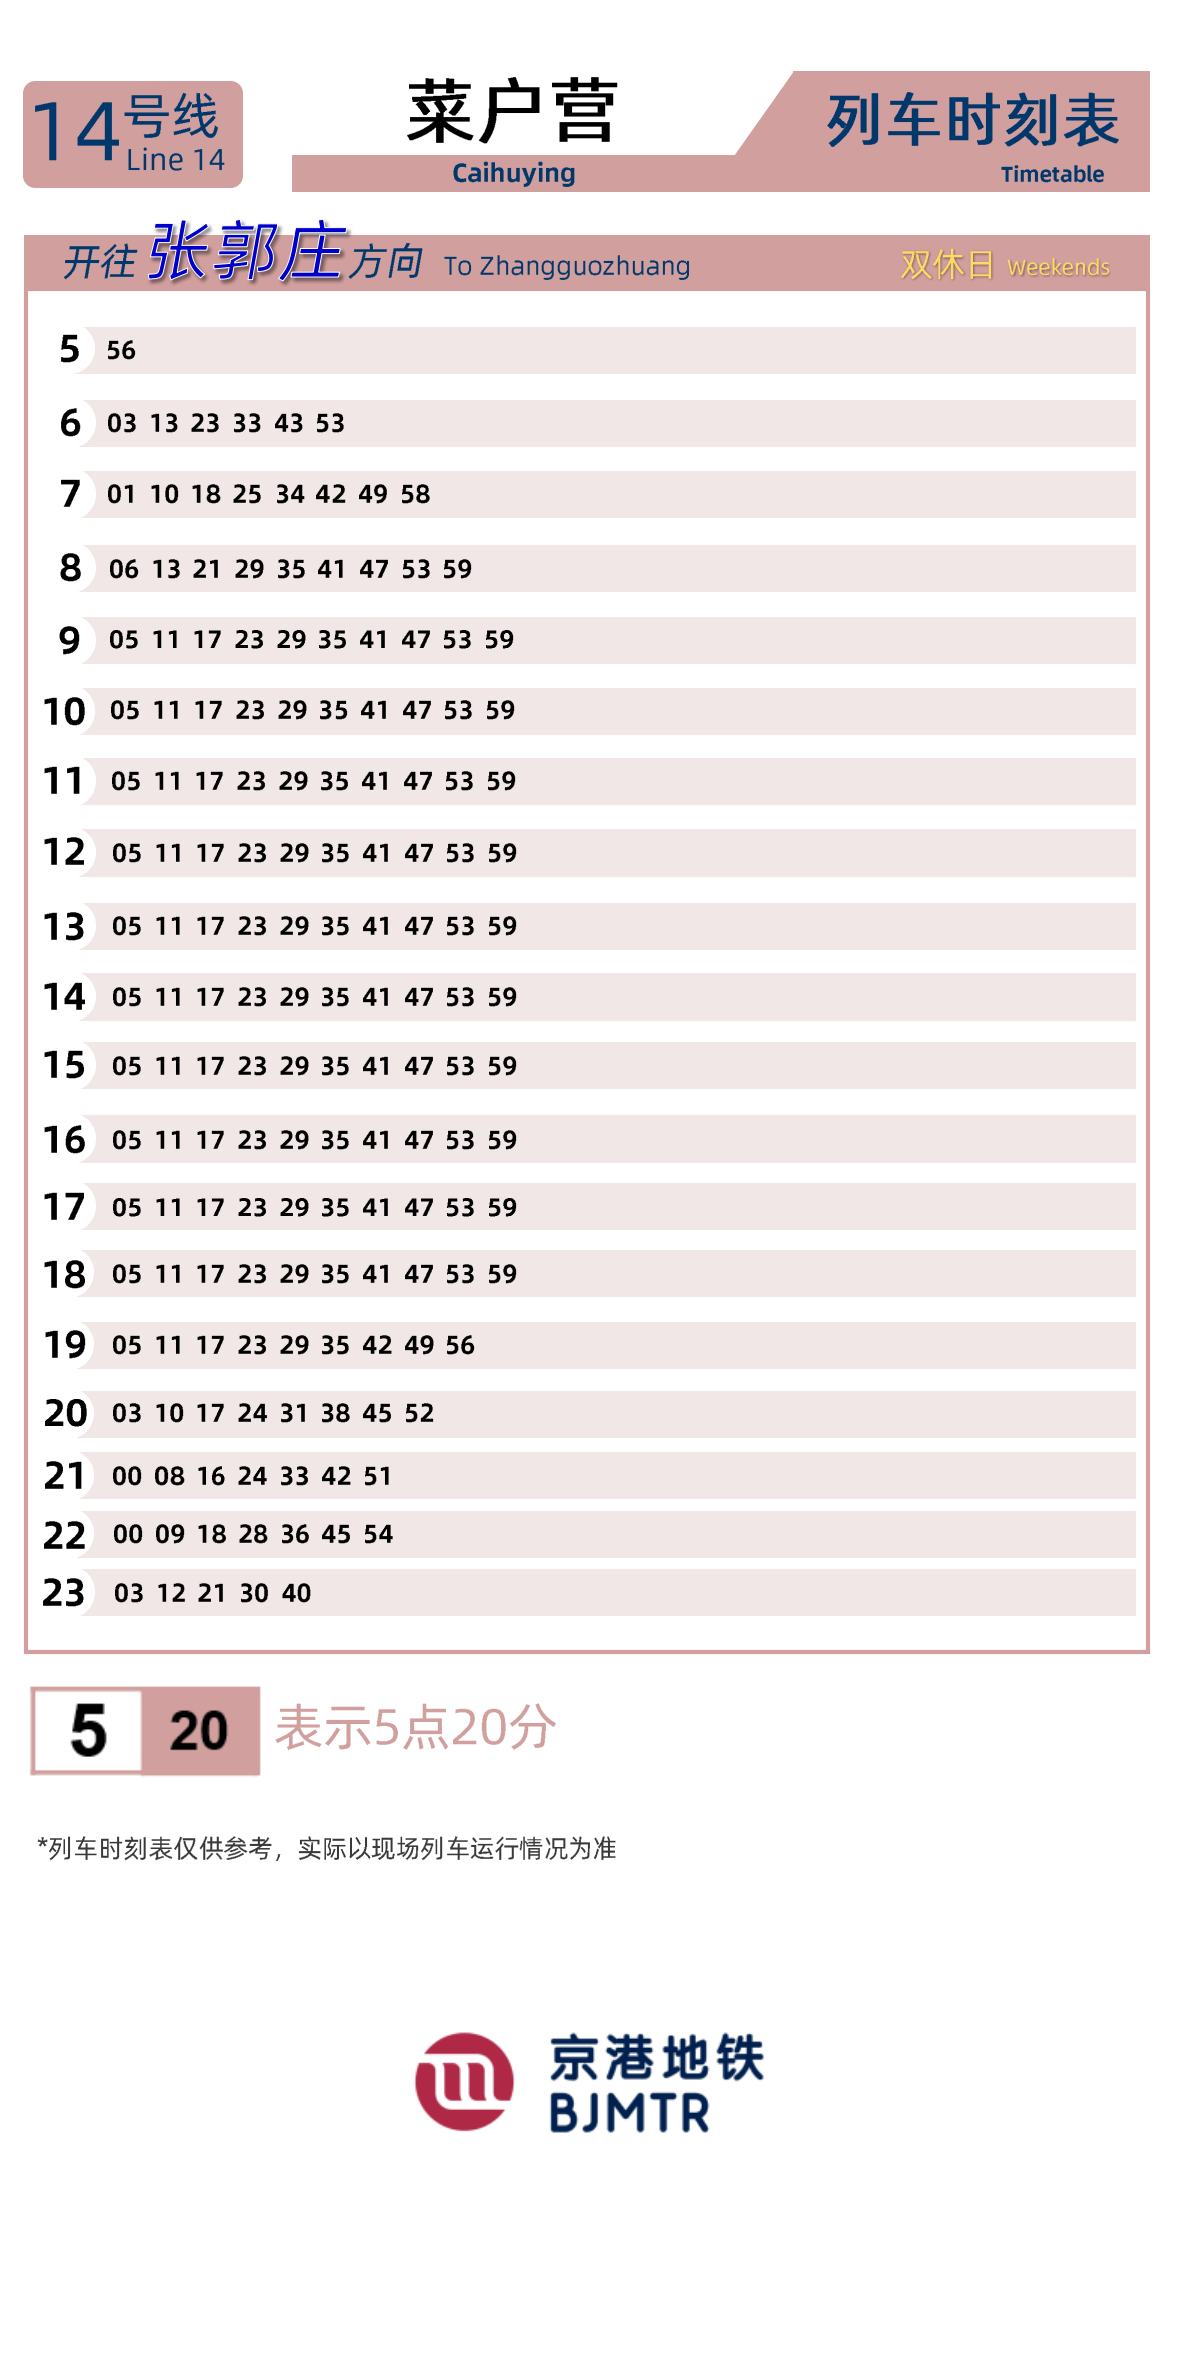 14号线
Line 14
菜户营
Caihuying
列车时刻表
Timetable
开往 张郭庄 方向 To Zhangguozhuang 双休日 Weekends
5 56
6 03 13 23 33 43 53
7 01 10 18 25 34 42 49 58
8 06 13 21 29 35 41 47 53 59
9 05 11 17 23 29 35 41 47 53 59
10 05 11 17 23 29 35 41 47 53 59
11 05 11 17 23 29 35 41 47 53 59
12 05 11 17 23 29 35 41 47 53 59
13 05 11 17 23 29 35 41 47 53 59
14 05 11 17 23 29 35 41 47 53 59
15 05 11 17 23 29 35 41 47 53 59
16 05 11 17 23 29 35 41 47 53 59
17 05 11 17 23 29 35 41 47 53 59
18 05 11 17 23 29 35 41 47 53 59
19 05 11 17 23 29 35 42 49 56
20 03 10 17 24 31 38 45 52
21 00 08 16 24 33 42 51
22 00 09 18 28 36 45 54
23 03 12 21 30 40
5 20 表示5点20分
*列车时刻表仅供参考，实际以现场列车运行情况为准
京港地铁
BJMTR